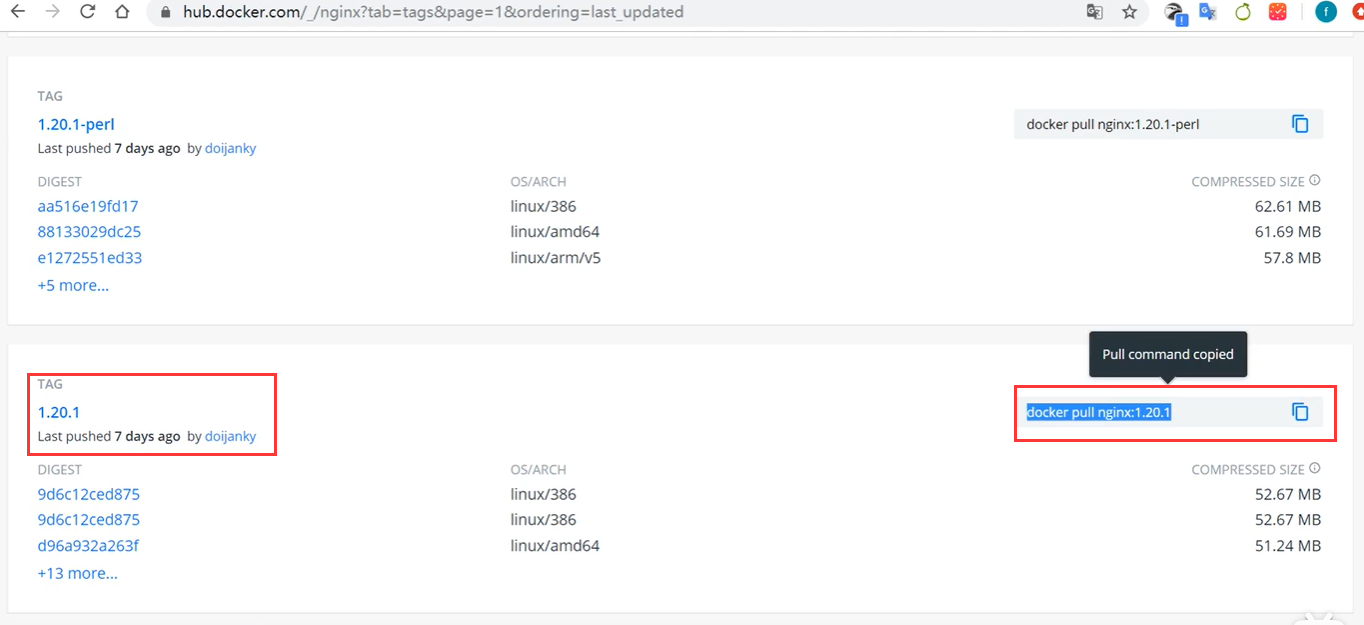 hub.docker.com/_/nginx?tab=tags&page=1&ordering=last_updated
f
TAG
1.20.1-perl
docker pull nginx:1.20.1-perl
Last pushed 7 days ago by doijanky
DIGEST OS/ARCH COMPRESSED SIZE
aa516e19fd17 linux/386 62.61 MB
88133029dc25 linux/amd64 61.69 MB
e1272551ed33 linux/arm/v5 57.8 MB
+5 more...
Pull command copied
TAG
1.20.1
docker pull nginx:1.20.1
Last pushed 7 days ago by doijanky
DIGEST OS/ARCH COMPRESSED SIZE
9d6c12ced875 linux/386 52.67 MB
9d6c12ced875 linux/386 52.67 MB
d96a932a263f linux/amd64 51.24 MB
+13 more...